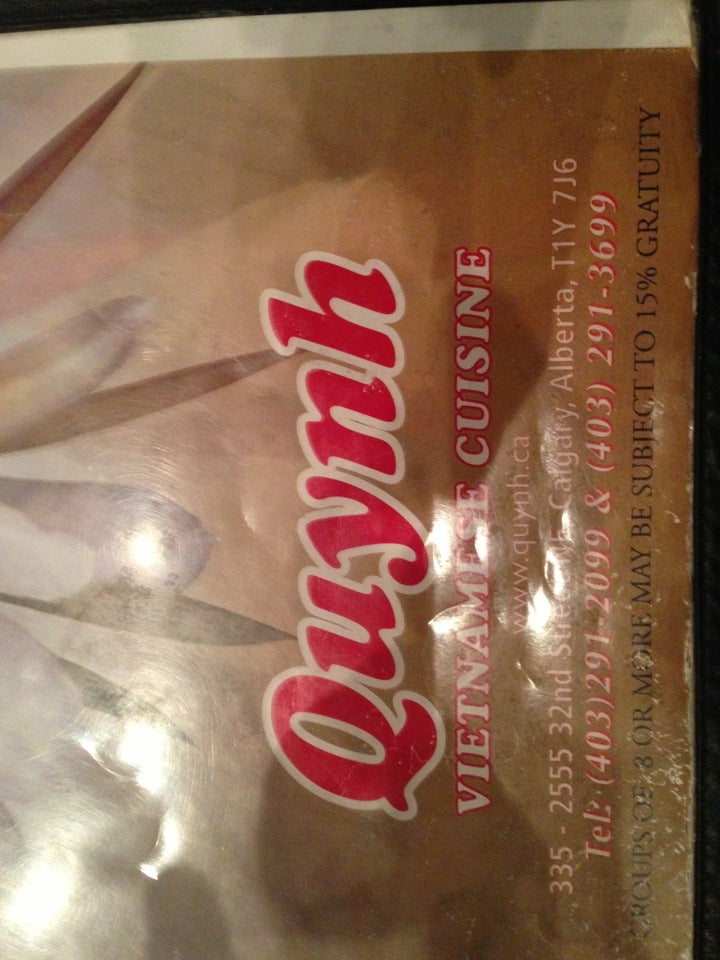 Quynh
VIETNAMESE CUISINE
www.quynh.ca
335 - 2555 32nd Street NE Calgary, Alberta, T1Y 7J6
Tel: (403)291-2099 & (403) 291-3699
GROUPS OF 8 OR MORE MAY BE SUBJECT TO 15% GRATUITY